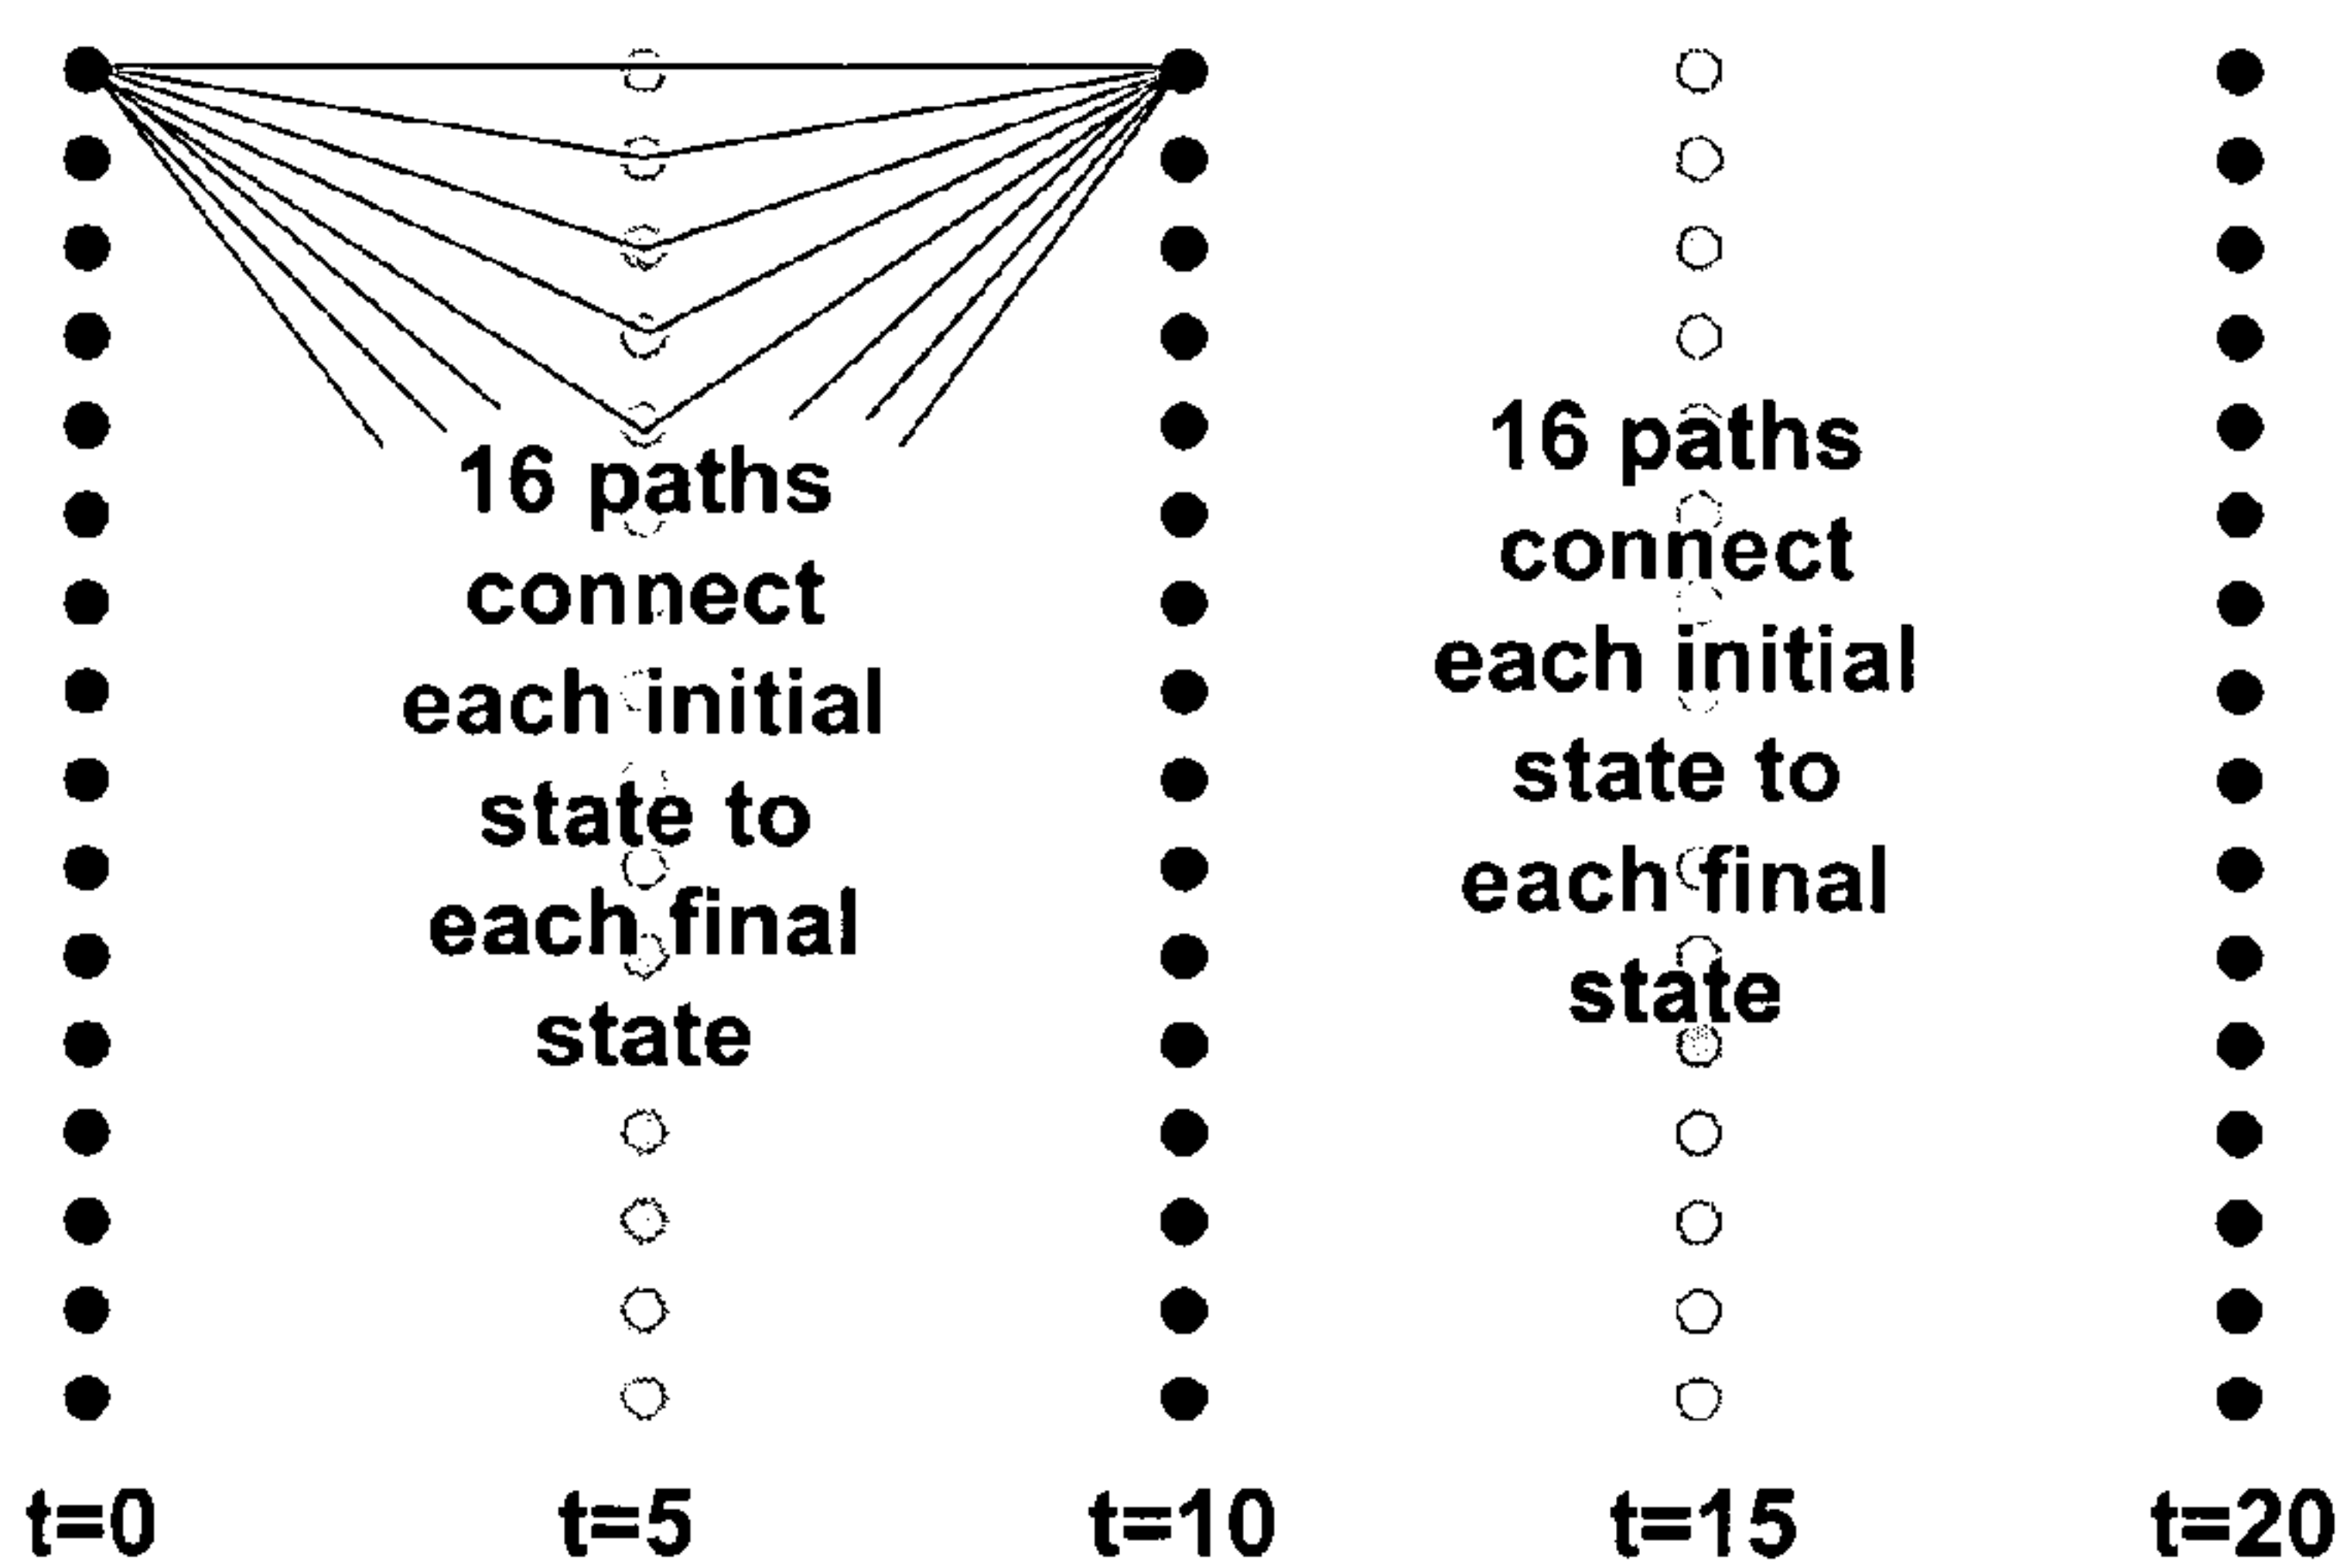 16 paths
connect
each initial
state to
each final
state
16 paths
connect
each initial
state to
each final
state
t=0
t=5
t=10
t=15
t=20